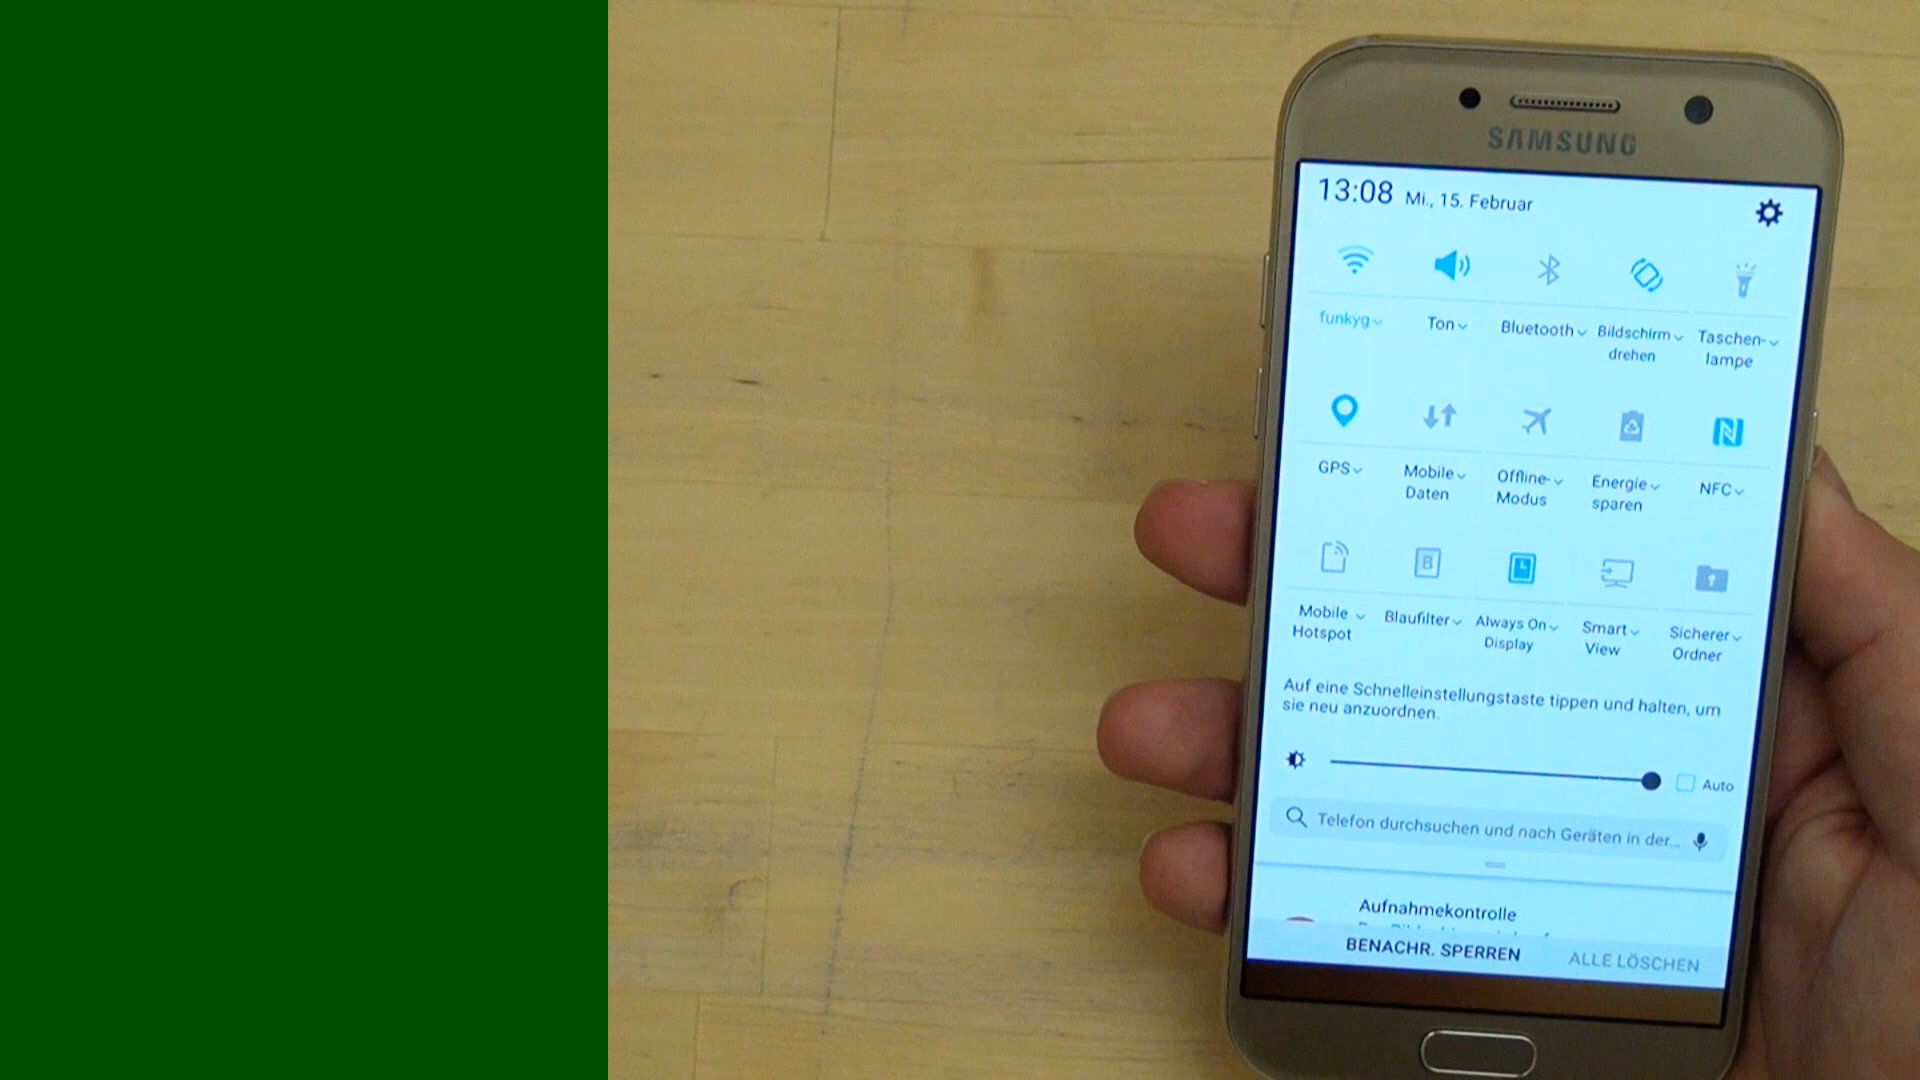 SAMSUNG
13:08 Mi., 15. Februar
funkyg Ton Bluetooth Bildschirm drehen Taschen-lampe
GPS Mobile Daten Offline-Modus Energie sparen NFC
B
Mobile Hotspot Blaufilter Always On Display Smart View Sicherer Ordner
Auf eine Schnelleinstellungstaste tippen und halten, um
sie neu anzuordnen.
Auto
Telefon durchsuchen und nach Geräten in der...
Aufnahmekontrolle
BENACHR. SPERREN ALLE LÖSCHEN